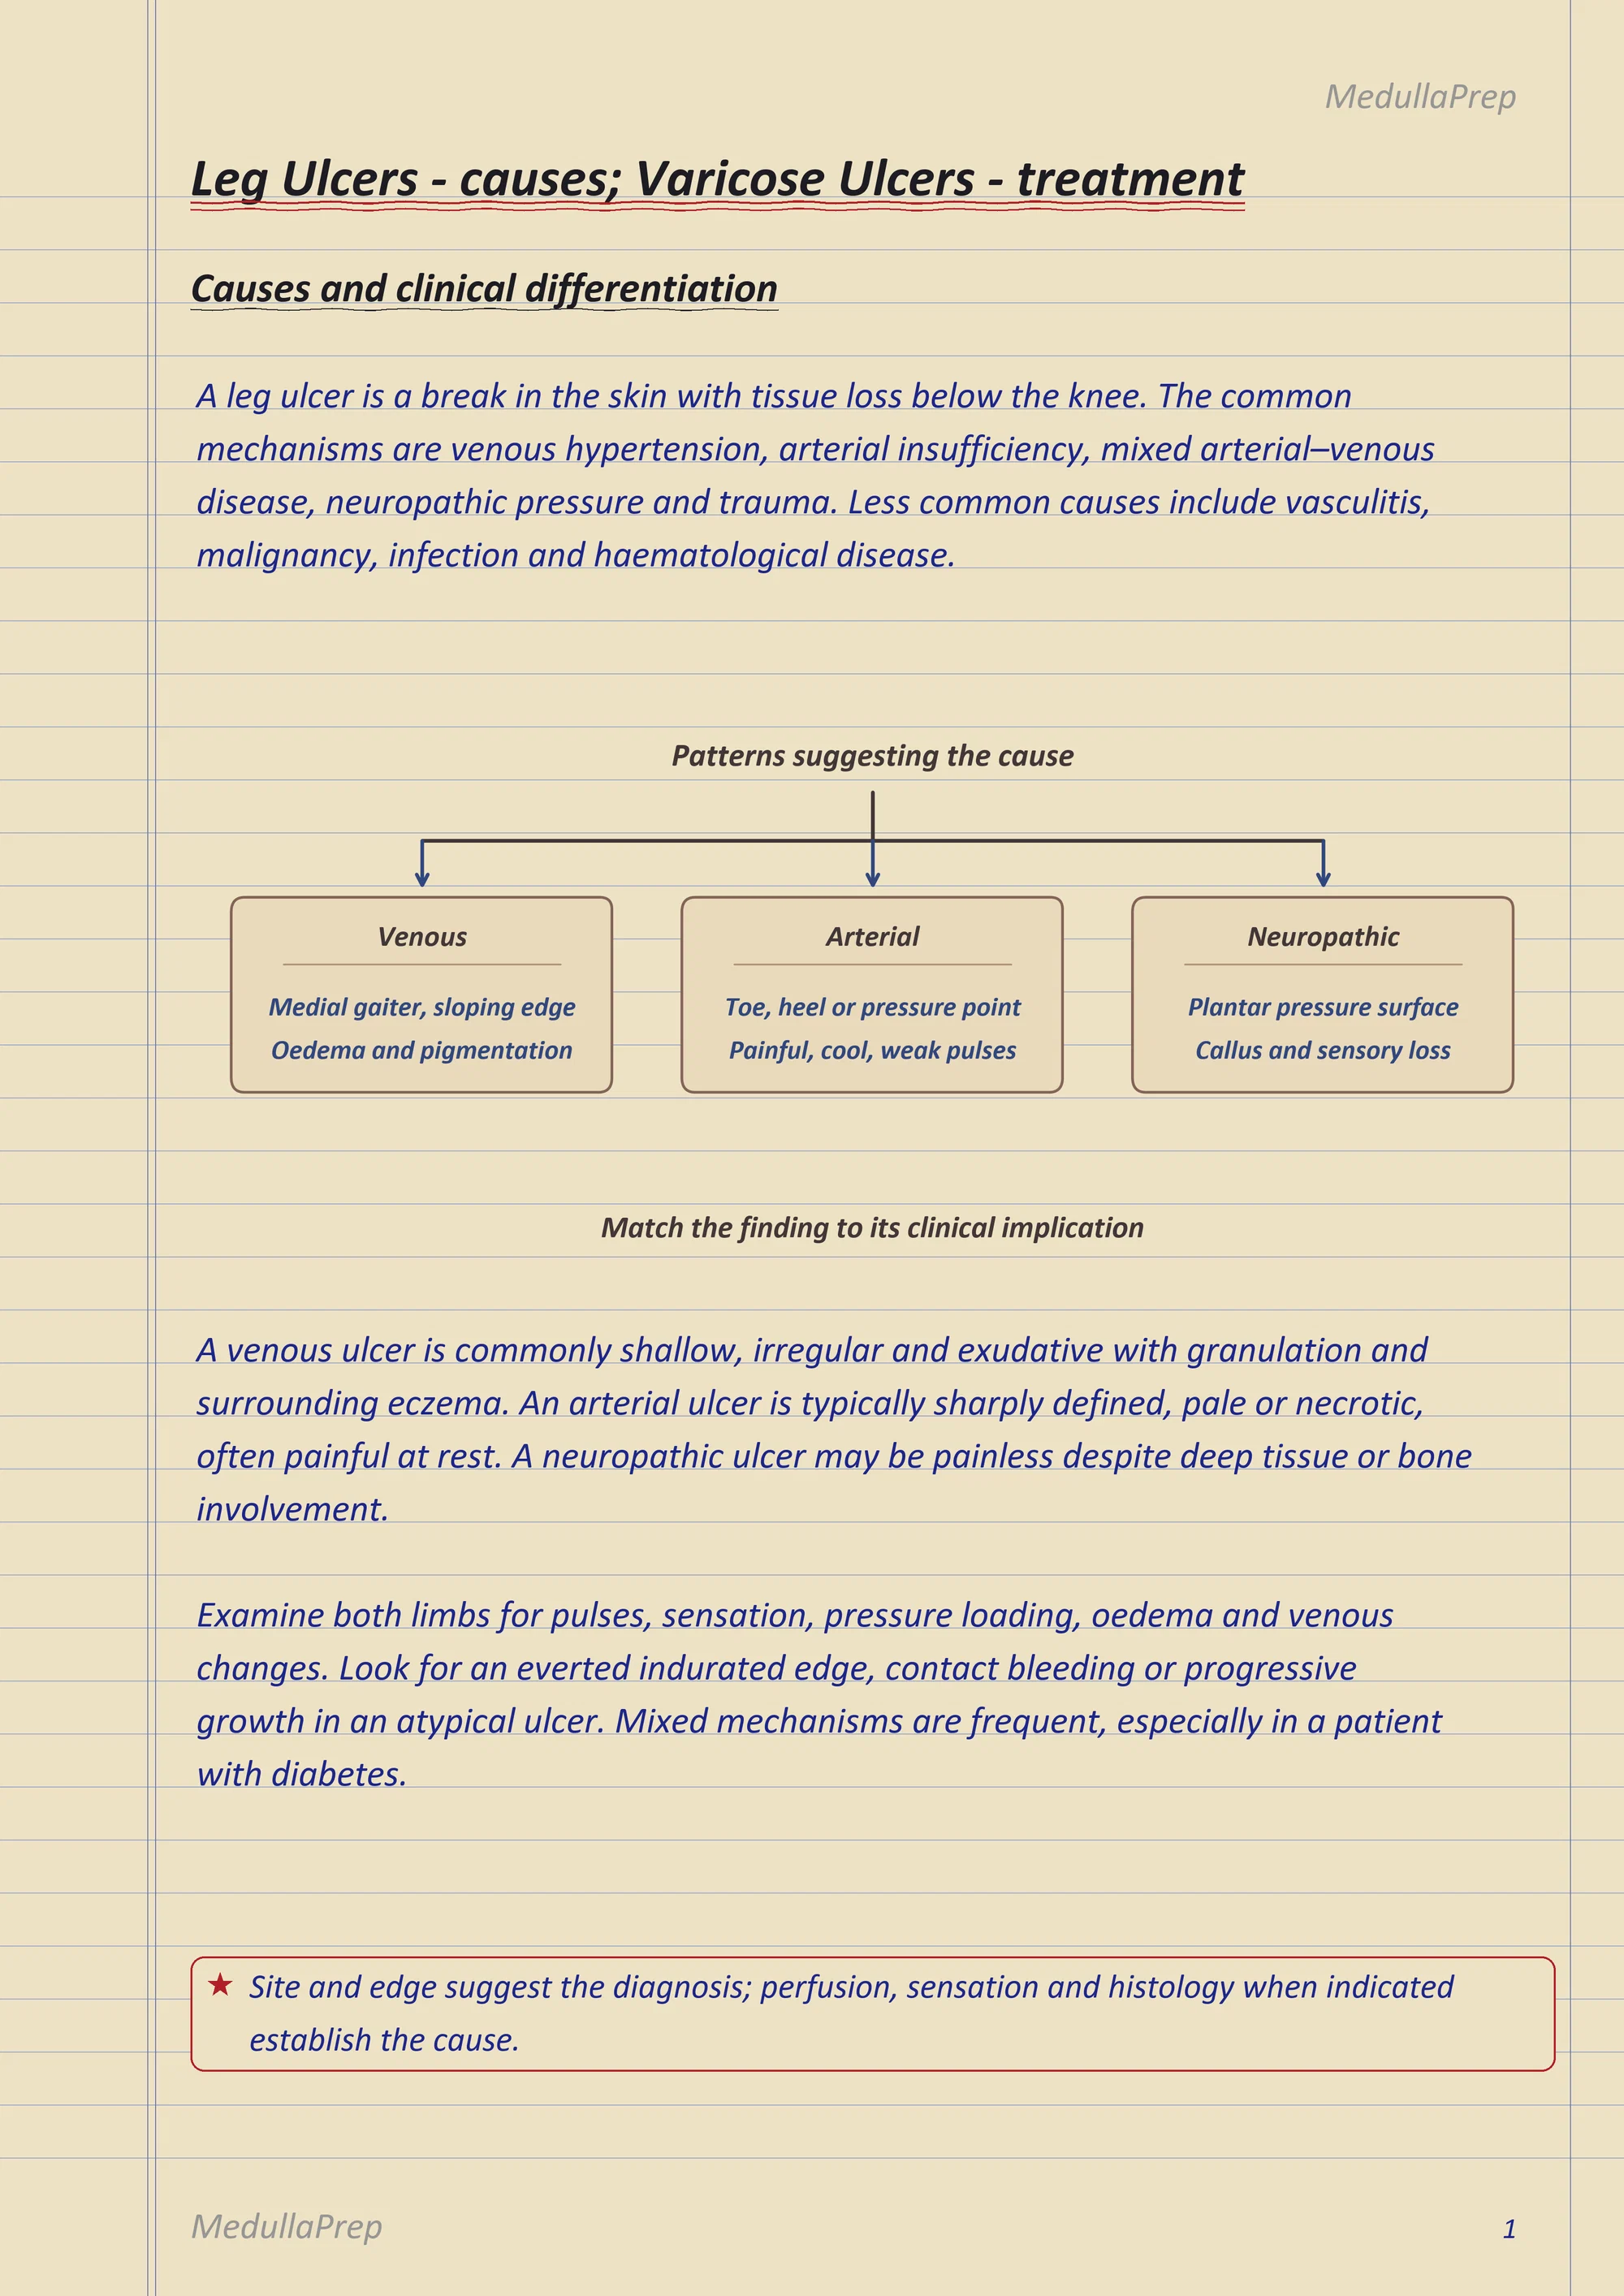 MedullaPrep
Leg Ulcers - causes; Varicose Ulcers - treatment
Causes and clinical differentiation
A leg ulcer is a break in the skin with tissue loss below the knee. The common
mechanisms are venous hypertension, arterial insufficiency, mixed arterial–venous
disease, neuropathic pressure and trauma. Less common causes include vasculitis,
malignancy, infection and haematological disease.
Patterns suggesting the cause
Venous
Medial gaiter, sloping edge
Oedema and pigmentation
Arterial
Toe, heel or pressure point
Painful, cool, weak pulses
Neuropathic
Plantar pressure surface
Callus and sensory loss
Match the finding to its clinical implication
A venous ulcer is commonly shallow, irregular and exudative with granulation and
surrounding eczema. An arterial ulcer is typically sharply defined, pale or necrotic,
often painful at rest. A neuropathic ulcer may be painless despite deep tissue or bone
involvement.
Examine both limbs for pulses, sensation, pressure loading, oedema and venous
changes. Look for an everted indurated edge, contact bleeding or progressive
growth in an atypical ulcer. Mixed mechanisms are frequent, especially in a patient
with diabetes.
★ Site and edge suggest the diagnosis; perfusion, sensation and histology when indicated
establish the cause.
MedullaPrep
1